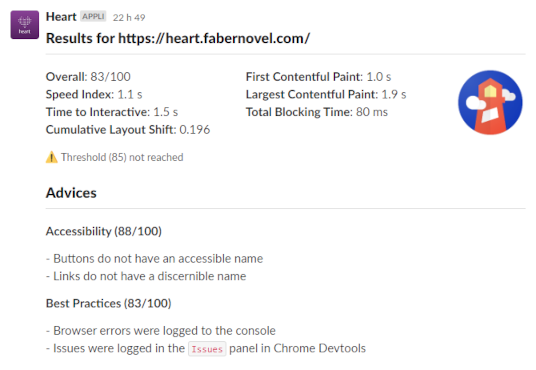 Heart APPLI 22 h 49
heart
Results for https://heart.fabernovel.com/
Overall: 83/100
Speed Index: 1.1 s
Time to Interactive: 1.5 s
Cumulative Layout Shift: 0.196
First Contentful Paint: 1.0 s
Largest Contentful Paint: 1.9 s
Total Blocking Time: 80 ms
⚠️ Threshold (85) not reached
Advices
Accessibility (88/100)
- Buttons do not have an accessible name
- Links do not have a discernible name
Best Practices (83/100)
- Browser errors were logged to the console
- Issues were logged in the Issues panel in Chrome Devtools